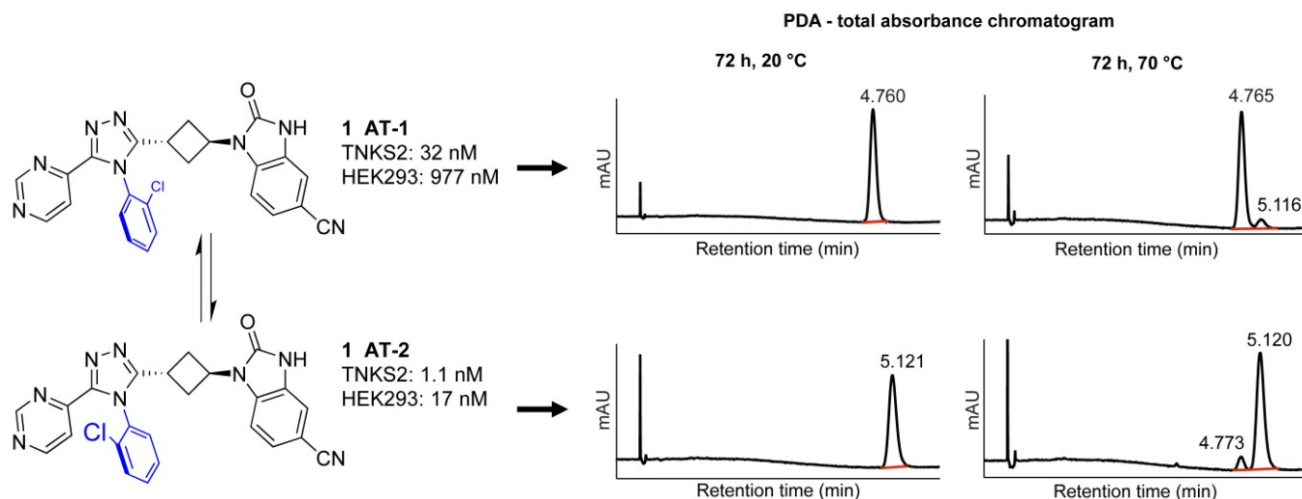 PDA - total absorbance chromatogram
72 h, 20 °C
72 h, 70 °C
O
N N
NH
N
N
N
N
Cl
CN
1 AT-1
TNKS2: 32 nM
HEK293: 977 nM
mAU
4.760
Retention time (min)
mAU
4.765
5.116
Retention time (min)
O
N N
NH
N
N
N
N
Cl
CN
1 AT-2
TNKS2: 1.1 nM
HEK293: 17 nM
mAU
5.121
Retention time (min)
mAU
4.773
5.120
Retention time (min)